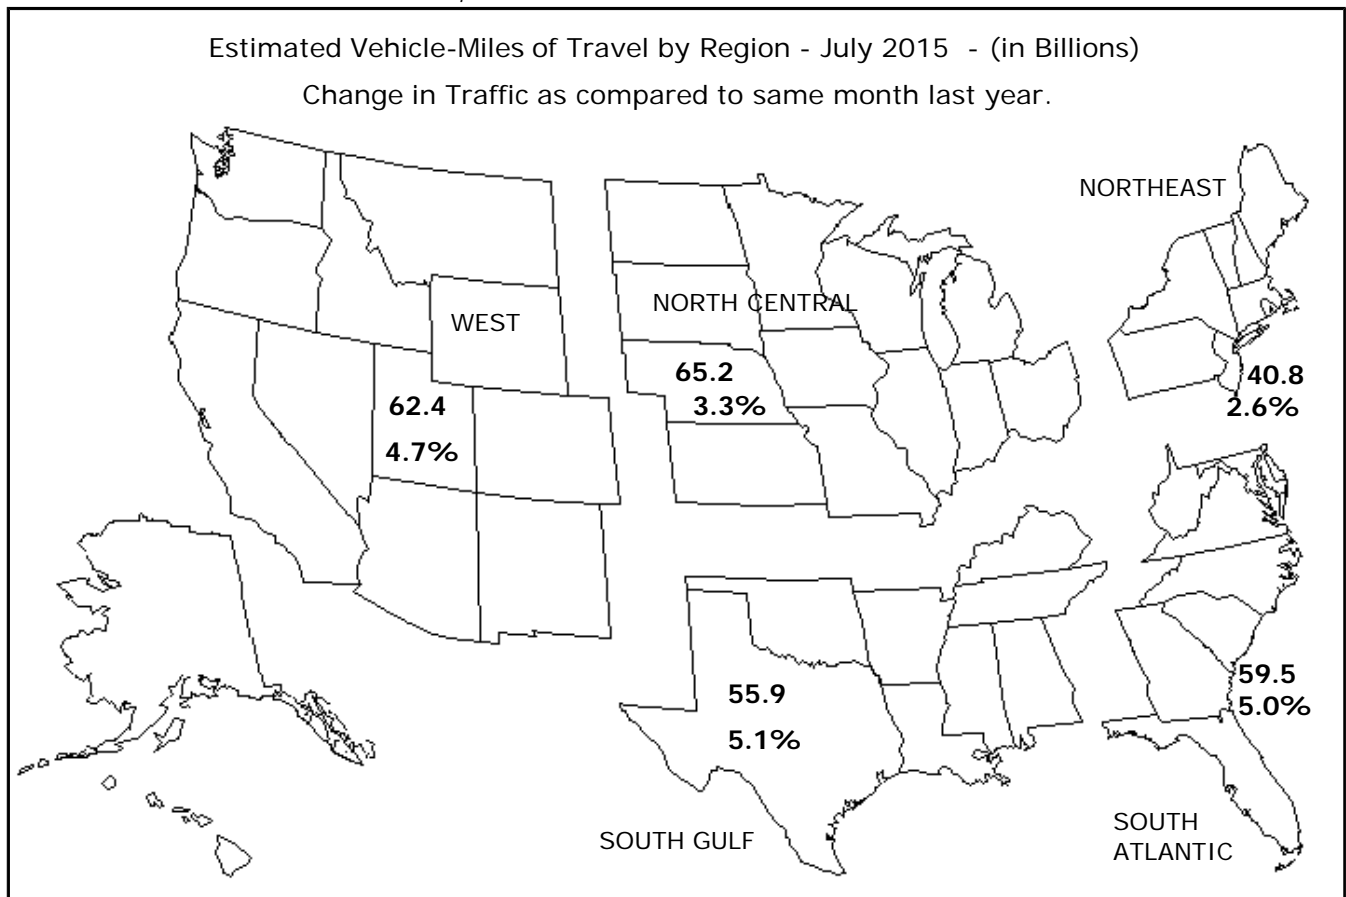 Estimated Vehicle-Miles of Travel by Region - July 2015 - (in Billions)
Change in Traffic as compared to same month last year.
NORTHEAST
40.8
2.6%
NORTH CENTRAL
65.2
3.3%
WEST
62.4
4.7%
59.5
5.0%
SOUTH
ATLANTIC
55.9
5.1%
SOUTH GULF